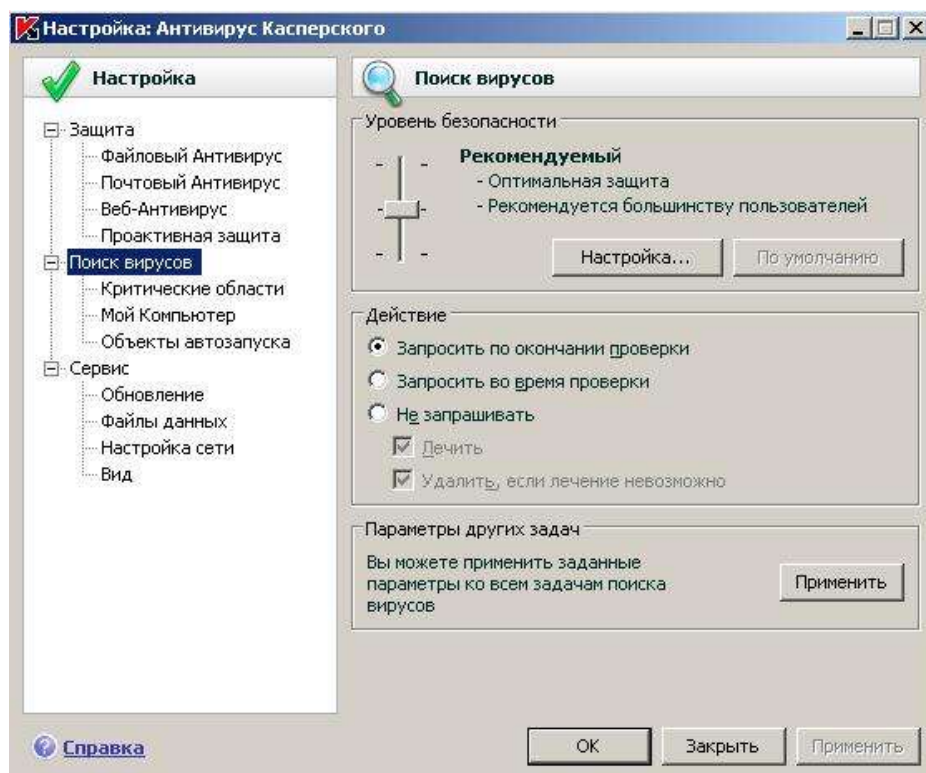 Настройка: Антивирус Касперского
Настройка
Защита
Файловый Антивирус
Почтовый Антивирус
Веб-Антивирус
Проактивная защита
Поиск вирусов
Критические области
Мой Компьютер
Объекты автозапуска
Сервис
Обновление
Файлы данных
Настройка сети
Вид
Поиск вирусов
Уровень безопасности
Рекомендуемый
- Оптимальная защита
- Рекомендуется большинству пользователей
Настройка...
По умолчанию
Действие
Запросить по окончании проверки
Запросить во время проверки
Не запрашивать
Лечить
Удалить, если лечение невозможно
Параметры других задач
Вы можете применить заданные
параметры ко всем задачам поиска
вирусов
Применить
Справка
ОК
Закрыть
Применить